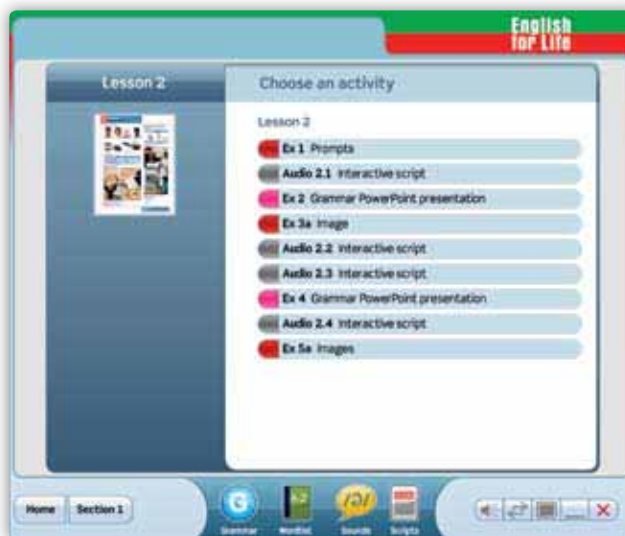 English
for Life
Lesson 2
Choose an activity
Lesson 2
Ex 1 Prompts
Audio 2.1 Interactive script
Ex 2 Grammar PowerPoint presentation
Ex 3a Image
Audio 2.2 Interactive script
Audio 2.3 Interactive script
Ex 4 Grammar PowerPoint presentation
Audio 2.4 Interactive script
Ex 5a Images
Home
Section 1
G
A-Z
/ə/
Grammar
Wordlist
Sounds
Scripts